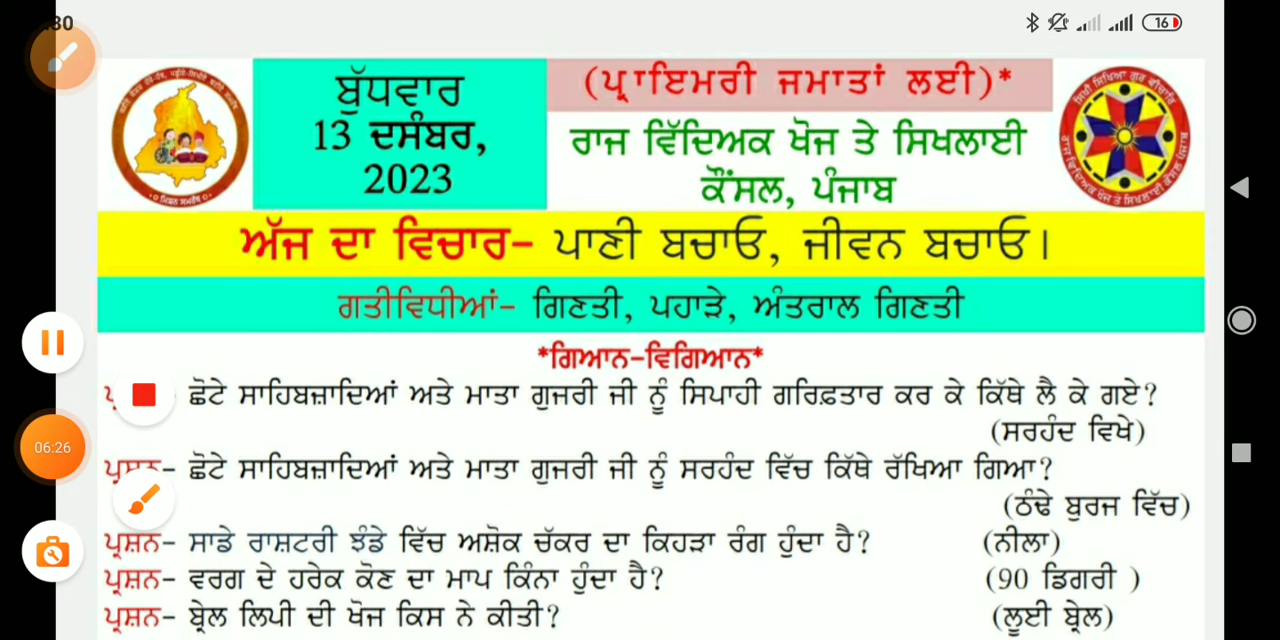 :30
16
ਬੁੱਧਵਾਰ
13 ਦਸੰਬਰ,
2023
(ਪ੍ਰਾਇਮਰੀ ਜਮਾਤਾਂ ਲਈ)*
ਰਾਜ ਵਿੱਦਿਅਕ ਖੋਜ ਤੇ ਸਿਖਲਾਈ
ਕੌਂਸਲ, ਪੰਜਾਬ
ਅੱਜ ਦਾ ਵਿਚਾਰ- ਪਾਣੀ ਬਚਾਓ, ਜੀਵਨ ਬਚਾਓ।
ਗਤੀਵਿਧੀਆਂ- ਗਿਣਤੀ, ਪਹਾੜੇ, ਅੰਤਰਾਲ ਗਿਣਤੀ
*ਗਿਆਨ-ਵਿਗਿਆਨ*
ਛੋਟੇ ਸਾਹਿਬਜ਼ਾਦਿਆਂ ਅਤੇ ਮਾਤਾ ਗੁਜਰੀ ਜੀ ਨੂੰ ਸਿਪਾਹੀ ਗਰਿਫ਼ਤਾਰ ਕਰ ਕੇ ਕਿੱਥੇ ਲੈ ਕੇ ਗਏ?
(ਸਰਹੰਦ ਵਿਖੇ)
ਪ੍ਰਸ਼ਨ- ਛੋਟੇ ਸਾਹਿਬਜ਼ਾਦਿਆਂ ਅਤੇ ਮਾਤਾ ਗੁਜਰੀ ਜੀ ਨੂੰ ਸਰਹੰਦ ਵਿੱਚ ਕਿੱਥੇ ਰੱਖਿਆ ਗਿਆ?
(ਠੰਢੇ ਬੁਰਜ ਵਿੱਚ)
06:26
ਪ੍ਰਸ਼ਨ- ਸਾਡੇ ਰਾਸ਼ਟਰੀ ਝੰਡੇ ਵਿੱਚ ਅਸ਼ੋਕ ਚੱਕਰ ਦਾ ਕਿਹੜਾ ਰੰਗ ਹੁੰਦਾ ਹੈ? (ਨੀਲਾ)
ਪ੍ਰਸ਼ਨ- ਵਰਗ ਦੇ ਹਰੇਕ ਕੋਣ ਦਾ ਮਾਪ ਕਿੰਨਾ ਹੁੰਦਾ ਹੈ? (90 ਡਿਗਰੀ )
ਪ੍ਰਸ਼ਨ- ਬ੍ਰੇਲ ਲਿਪੀ ਦੀ ਖੋਜ ਕਿਸ ਨੇ ਕੀਤੀ? (ਲੂਈ ਬ੍ਰੇਲ)